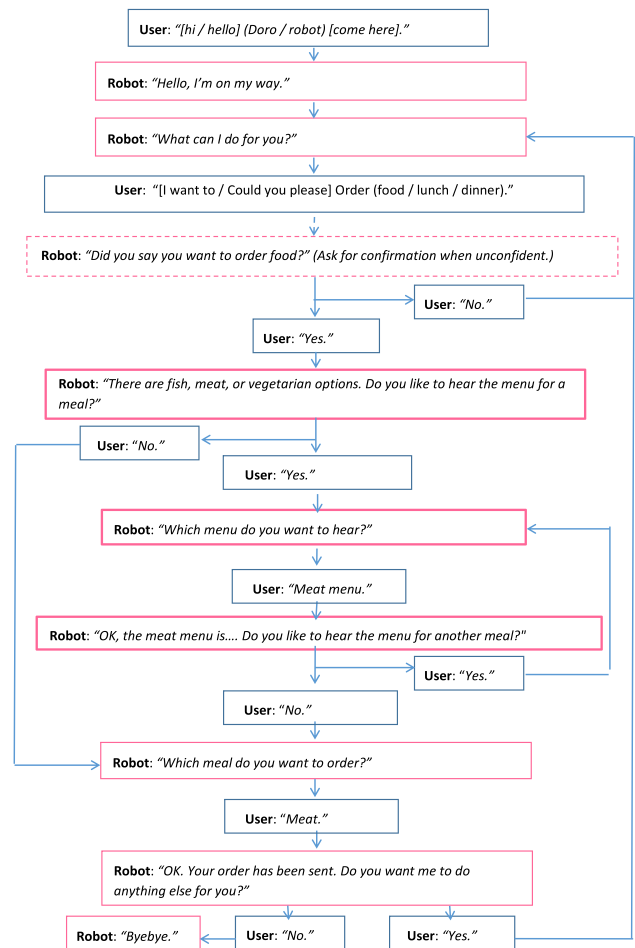 User: “[hi / hello] (Doro / robot) [come here].”
Robot: “Hello, I’m on my way.”
Robot: “What can I do for you?”
User: “[I want to / Could you please] Order (food / lunch / dinner).”
Robot: “Did you say you want to order food?” (Ask for confirmation when unconfident.)
User: “No.”
User: “Yes.”
Robot: “There are fish, meat, or vegetarian options. Do you like to hear the menu for a
meal?”
User: “No.”
User: “Yes.”
Robot: “Which menu do you want to hear?”
User: “Meat menu.”
Robot: “OK, the meat menu is…. Do you like to hear the menu for another meal?"
User: “Yes.”
User: “No.”
Robot: “Which meal do you want to order?”
User: “Meat.”
Robot: “OK. Your order has been sent. Do you want me to do
anything else for you?”
Robot: “Byebye.”
User: “No.”
User: “Yes.”